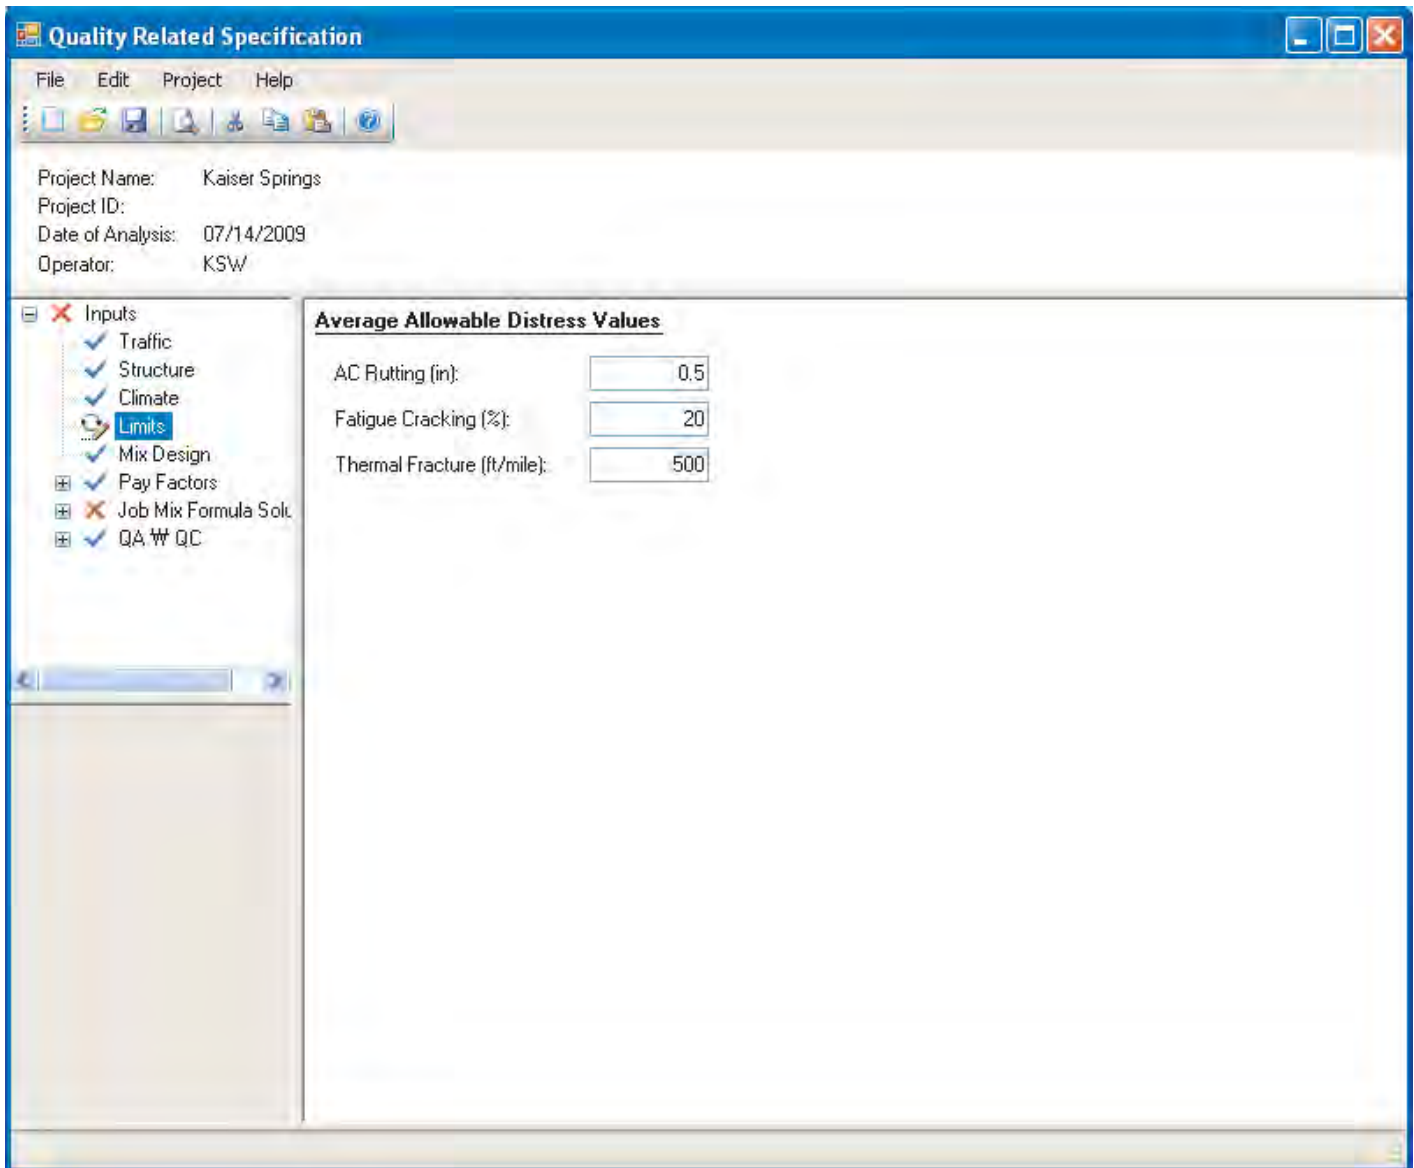 Quality Related Specification
File Edit Project Help
Project Name: Kaiser Springs
Project ID:
Date of Analysis: 07/14/2009
Operator: KSW
Inputs
Traffic
Structure
Climate
Limits
Mix Design
Pay Factors
Job Mix Formula Solu
QA ₩ QC
Average Allowable Distress Values
AC Rutting (in): 0.5
Fatigue Cracking (%): 20
Thermal Fracture (ft/mile): 500